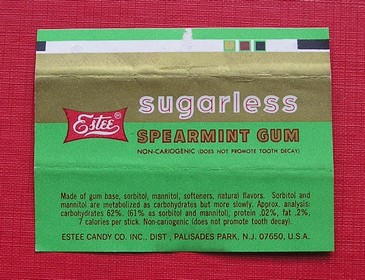 Estee
sugarless
SPEARMINT GUM
NON-CARIOGENIC (DOES NOT PROMOTE TOOTH DECAY)
Made of gum base, sorbitol, mannitol, softeners, natural flavors. Sorbitol and
mannitol are metabolized as carbohydrates but more slowly. Approx. analysis:
carbohydrates 62%. (61% as sorbitol and mannitol), protein .02%, fat .2%,
7 calories per stick. Non-cariogenic (does not promote tooth decay).
ESTEE CANDY CO. INC., DIST., PALISADES PARK, N.J. 07650, U.S.A.